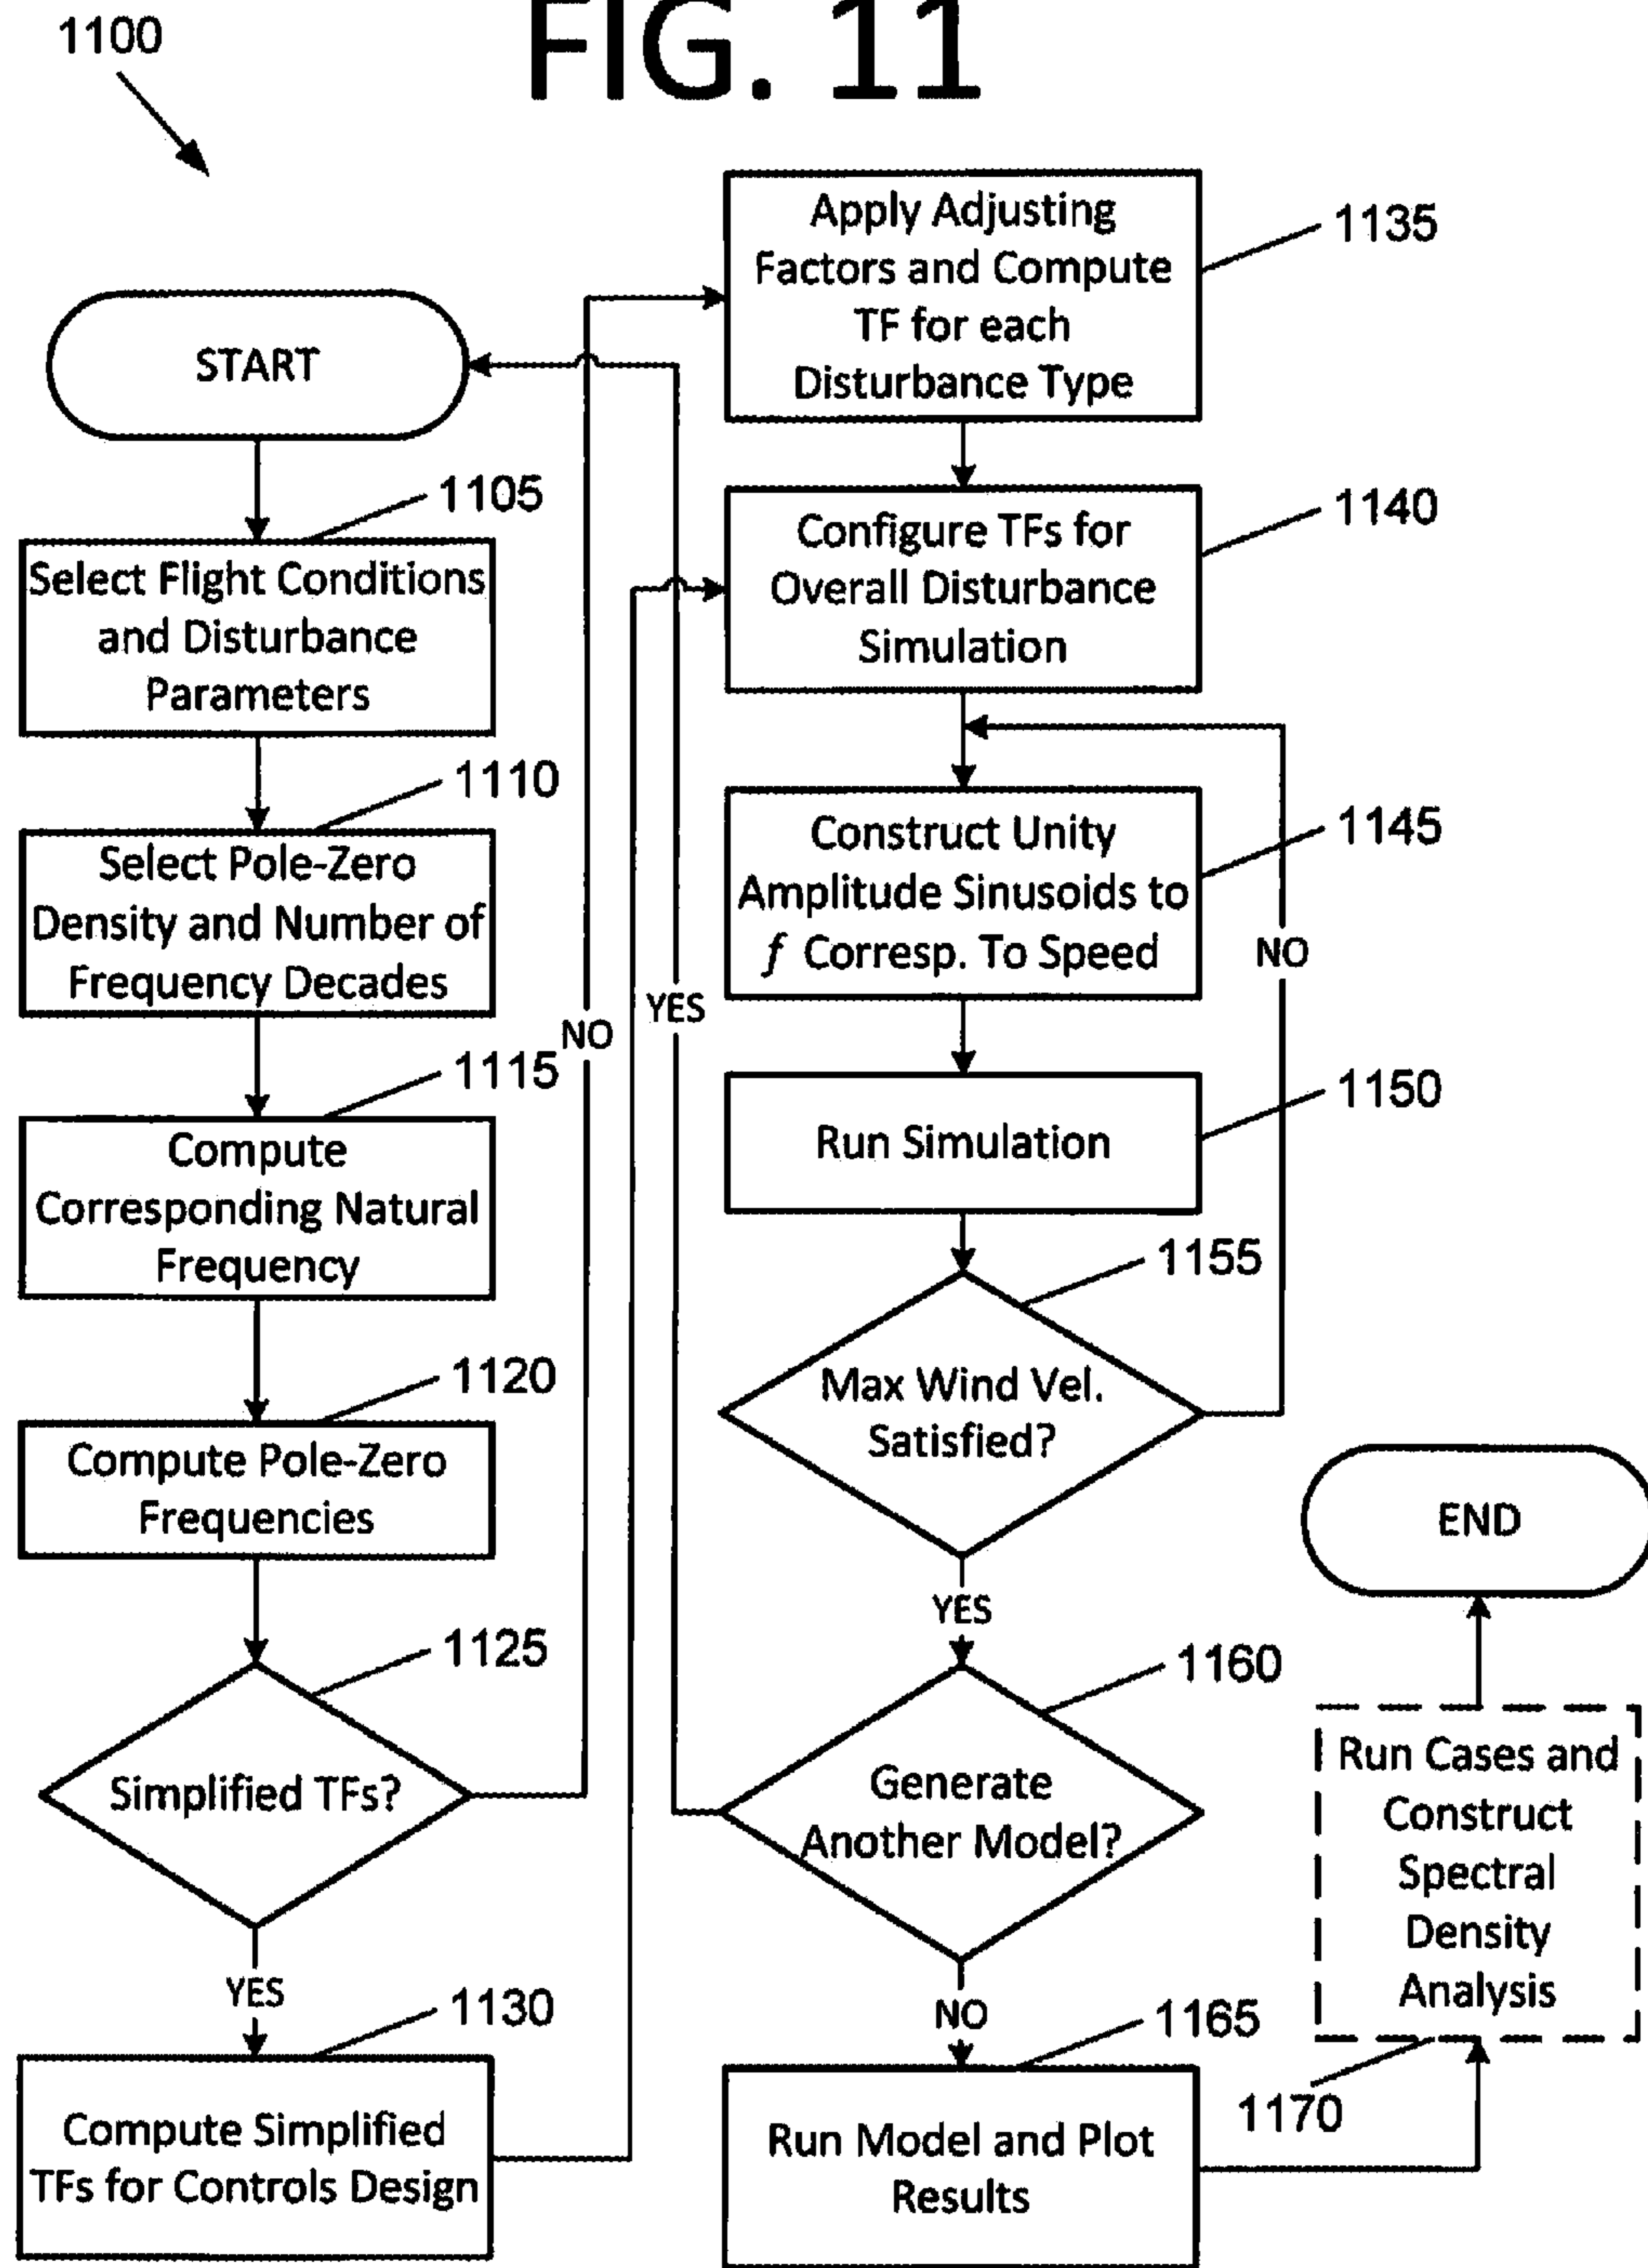 FIG. 11
1100
START
1105
Select Flight Conditions
and Disturbance
Parameters
1110
Select Pole-Zero
Density and Number of
Frequency Decades
1115
Compute
Corresponding Natural
Frequency
1120
Compute Pole-Zero
Frequencies
1125
Simplified TFs?
NO
YES
1130
Compute Simplified
TFs for Controls Design
1135
Apply Adjusting
Factors and Compute
TF for each
Disturbance Type
1140
Configure TFs for
Overall Disturbance
Simulation
1145
Construct Unity
Amplitude Sinusoids to
f Corresp. To Speed
1150
Run Simulation
1155
Max Wind Vel.
Satisfied?
NO
YES
1160
Generate
Another Model?
YES
NO
1165
Run Model and Plot
Results
1170
Run Cases and
Construct
Spectral
Density
Analysis
END